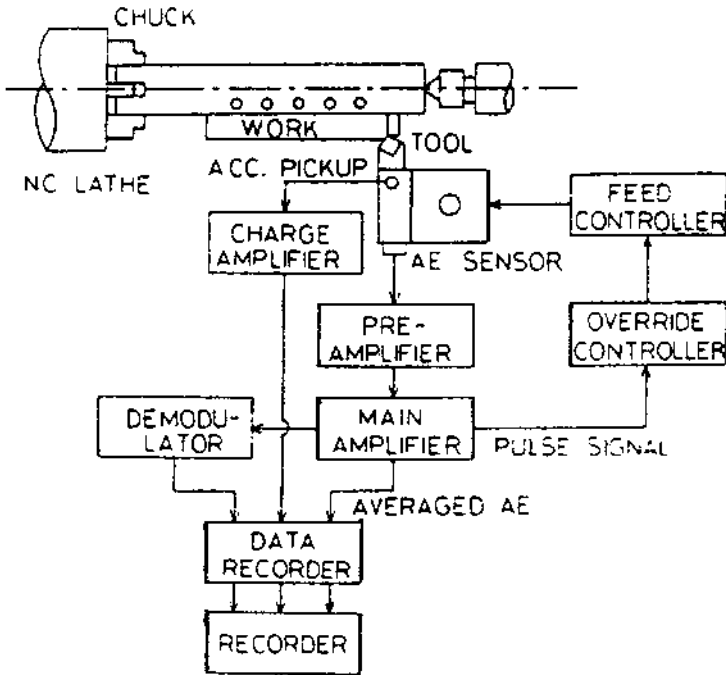 CHUCK
WORK
TOOL
NC LATHE
ACC. PICKUP
FEED
CONTROLLER
CHARGE
AMPLIFIER
AE SENSOR
PRE-
AMPLIFIER
OVERRIDE
CONTROLLER
DEMODU-
LATOR
MAIN
AMPLIFIER
PULSE SIGNAL
AVERAGED AE
DATA
RECORDER
RECORDER